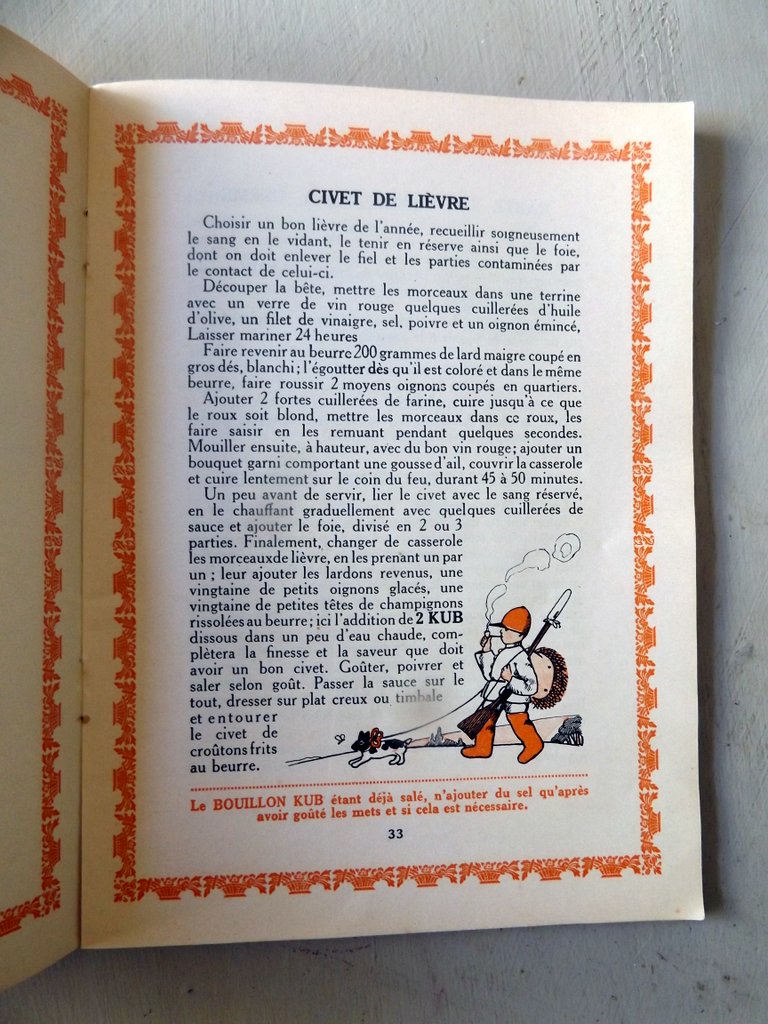 CIVET DE LIÈVRE
Choisir un bon lièvre de l'année, recueillir soigneusement
le sang en le vidant, le tenir en réserve ainsi que le foie,
dont on doit enlever le fiel et les parties contaminées par
le contact de celui-ci.
Découper la bête, mettre les morceaux dans une terrine
avec un verre de vin rouge quelques cuillerées d'huile
d'olive, un filet de vinaigre, sel, poivre et un oignon émincé,
Laisser mariner 24 heures
Faire revenir au beurre 200 grammes de lard maigre coupé en
gros dés, blanchi ; l'égoutter dès qu'il est coloré et dans le même
beurre, faire roussir 2 moyens oignons coupés en quartiers.
Ajouter 2 fortes cuillerées de farine, cuire jusqu'à ce que
le roux soit blond, mettre les morceaux dans ce roux, les
faire saisir en les remuant pendant quelques secondes.
Mouiller ensuite, à hauteur, avec du bon vin rouge ; ajouter un
bouquet garni comportant une gousse d'ail, couvrir la casserole
et cuire lentement sur le coin du feu, durant 45 à 50 minutes.
Un peu avant de servir, lier le civet avec le sang réservé,
en le chauffant graduellement avec quelques cuillerées de
sauce et ajouter le foie, divisé en 2 ou 3
parties. Finalement, changer de casserole
les morceaux de lièvre, en les prenant un par
un ; leur ajouter les lardons revenus, une
vingtaine de petits oignons glacés, une
vingtaine de petites têtes de champignons
rissolées au beurre ; ici l'addition de 2 KUB
dissous dans un peu d'eau chaude, com-
plètera la finesse et la saveur que doit
avoir un bon civet. Goûter, poivrer et
saler selon goût. Passer la sauce sur le
tout, dresser sur plat creux ou timbale
et entourer
le civet de
croûtons frits
au beurre.
Le BOUILLON KUB étant déjà salé, n'ajouter du sel qu'après
avoir goûté les mets et si cela est nécessaire.
33